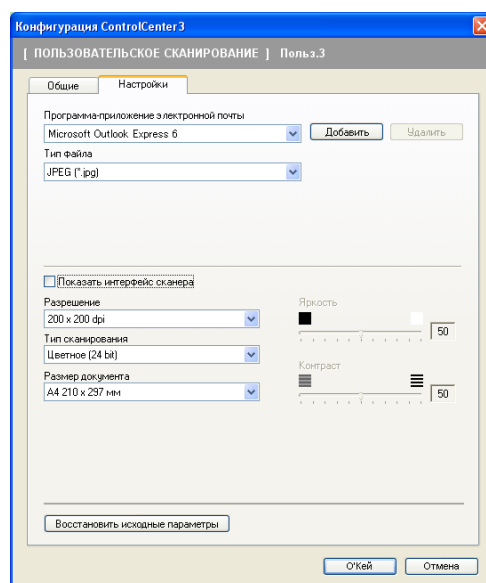 Конфигурация ControlCenter3
[ ПОЛЬЗОВАТЕЛЬСКОЕ СКАНИРОВАНИЕ ] Польз.3
Общие Настройки
Программа-приложение электронной почты
Microsoft Outlook Express 6 Добавить Удалить
Тип файла
JPEG (*.jpg)
Показать интерфейс сканера
Разрешение Яркость
200 x 200 dpi 50
Тип сканирования
Цветное (24 bit)
Контраст
Размер документа
A4 210 x 297 мм 50
Восстановить исходные параметры
О'Кей Отмена